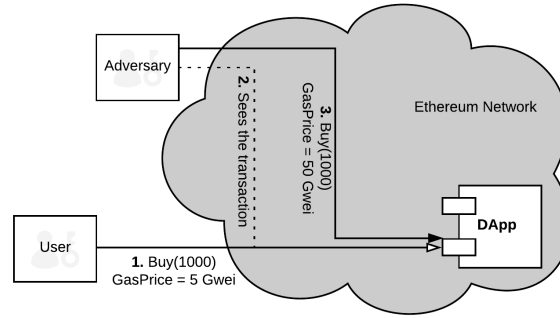 Adversary
2. Sees the transaction
3. Buy(1000)
GasPrice = 50 Gwei
Ethereum Network
DApp
User
1. Buy(1000)
GasPrice = 5 Gwei